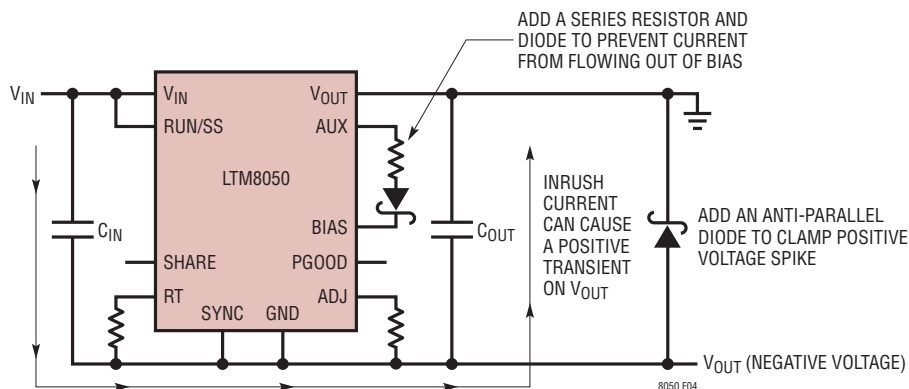 ADD A SERIES RESISTOR AND
DIODE TO PREVENT CURRENT
FROM FLOWING OUT OF BIAS
VIN
VIN
VOUT
RUN/SS
AUX
LTM8050
CIN
BIAS
COUT
INRUSH
CURRENT
CAN CAUSE
A POSITIVE
TRANSIENT
ON VOUT
ADD AN ANTI-PARALLEL
DIODE TO CLAMP POSITIVE
VOLTAGE SPIKE
SHARE
PGOOD
RT
ADJ
SYNC
GND
VOUT (NEGATIVE VOLTAGE)
8050 F04